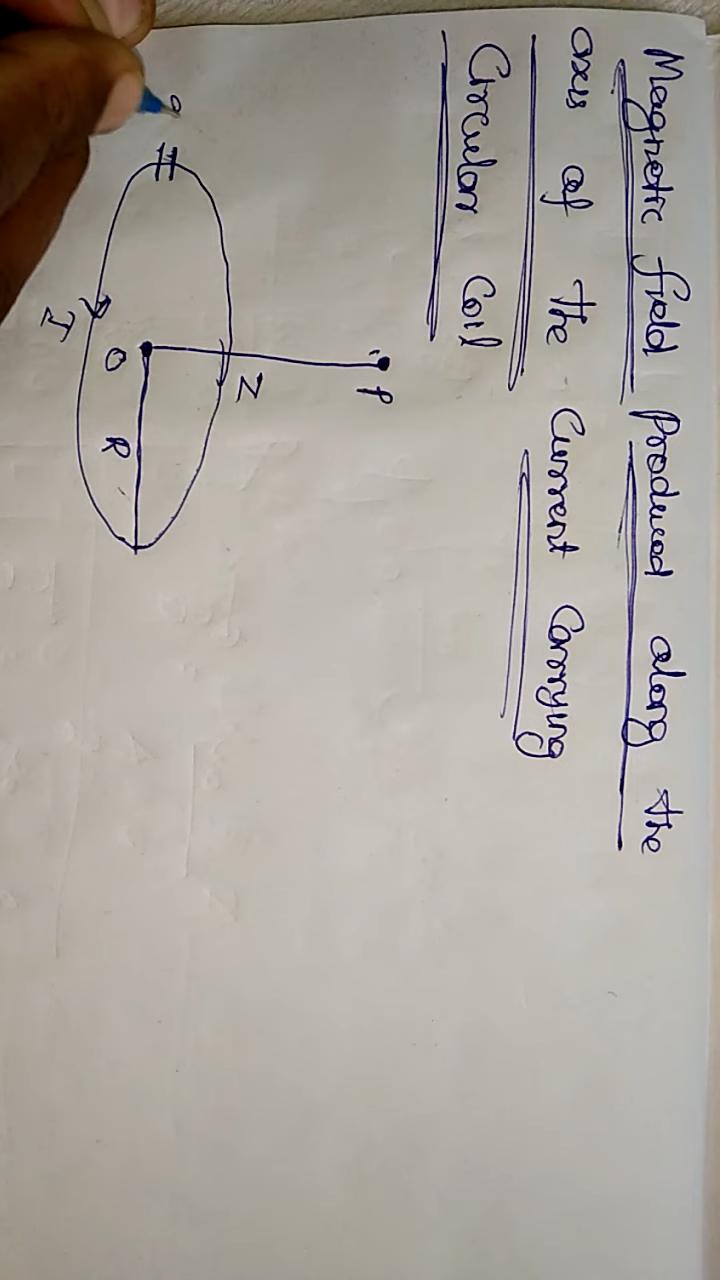 Magnetic field Produced along the
axis of the Current Carrying
Circular Coil
P
Z
O
R
I